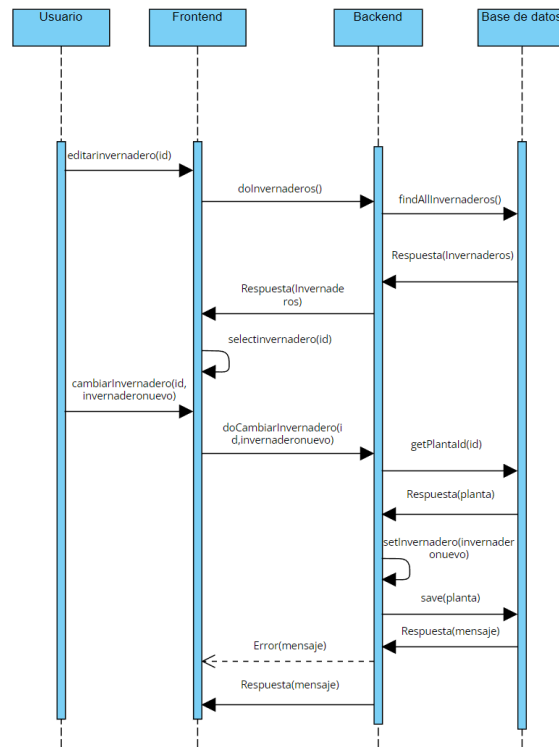 Usuario
Frontend
Backend
Base de datos
editarinvernadero(id)
doInvernaderos()
findAllInvernaderos()
Respuesta(Invernaderos)
Respuesta(Invernade
ros)
selectinvernadero(id)
cambiarInvernadero(id,
invernaderonuevo)
doCambiarInvernadero(i
d,invernaderonuevo)
getPlantaId(id)
Respuesta(planta)
setInvernadero(invernader
onuevo)
save(planta)
Respuesta(mensaje)
Error(mensaje)
Respuesta(mensaje)